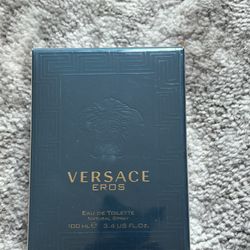 VERSACE
EROS
EAU DE TOILETTE
NATURAL SPRAY
100 ML℮ 3.4 US FL.OZ.